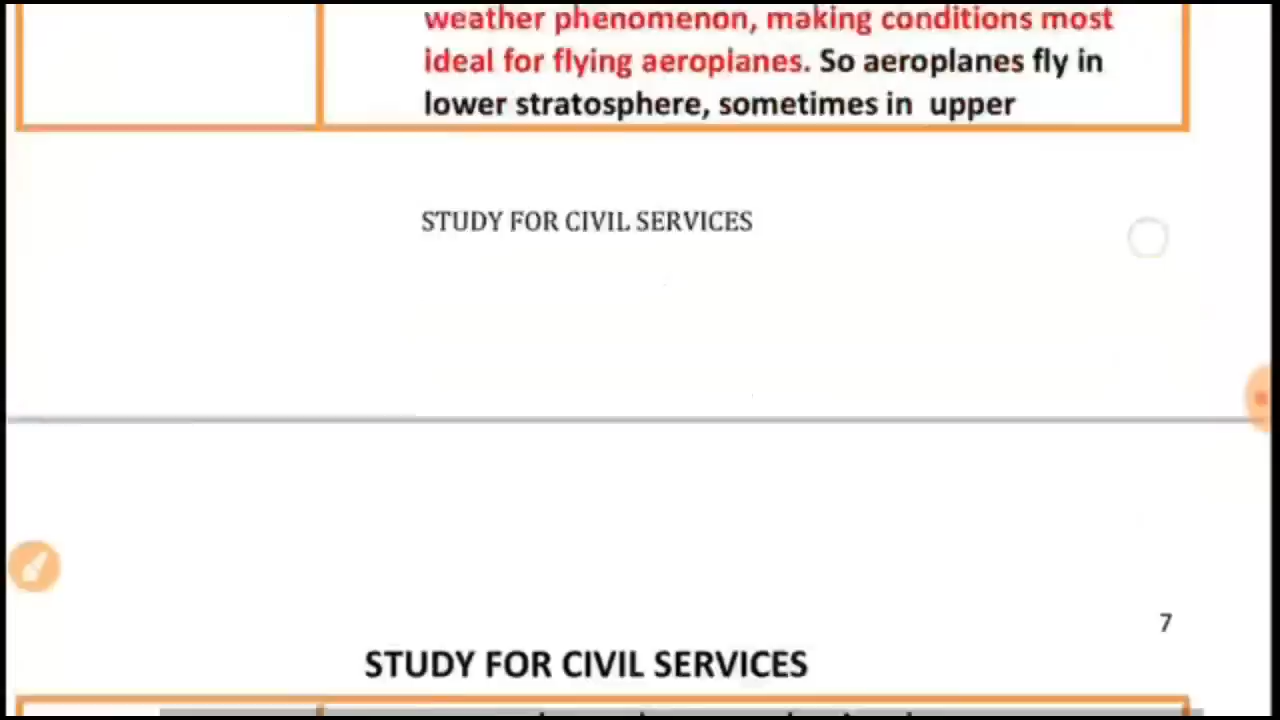 weather phenomenon, making conditions most
ideal for flying aeroplanes. So aeroplanes fly in
lower stratosphere, sometimes in upper
STUDY FOR CIVIL SERVICES
7
STUDY FOR CIVIL SERVICES